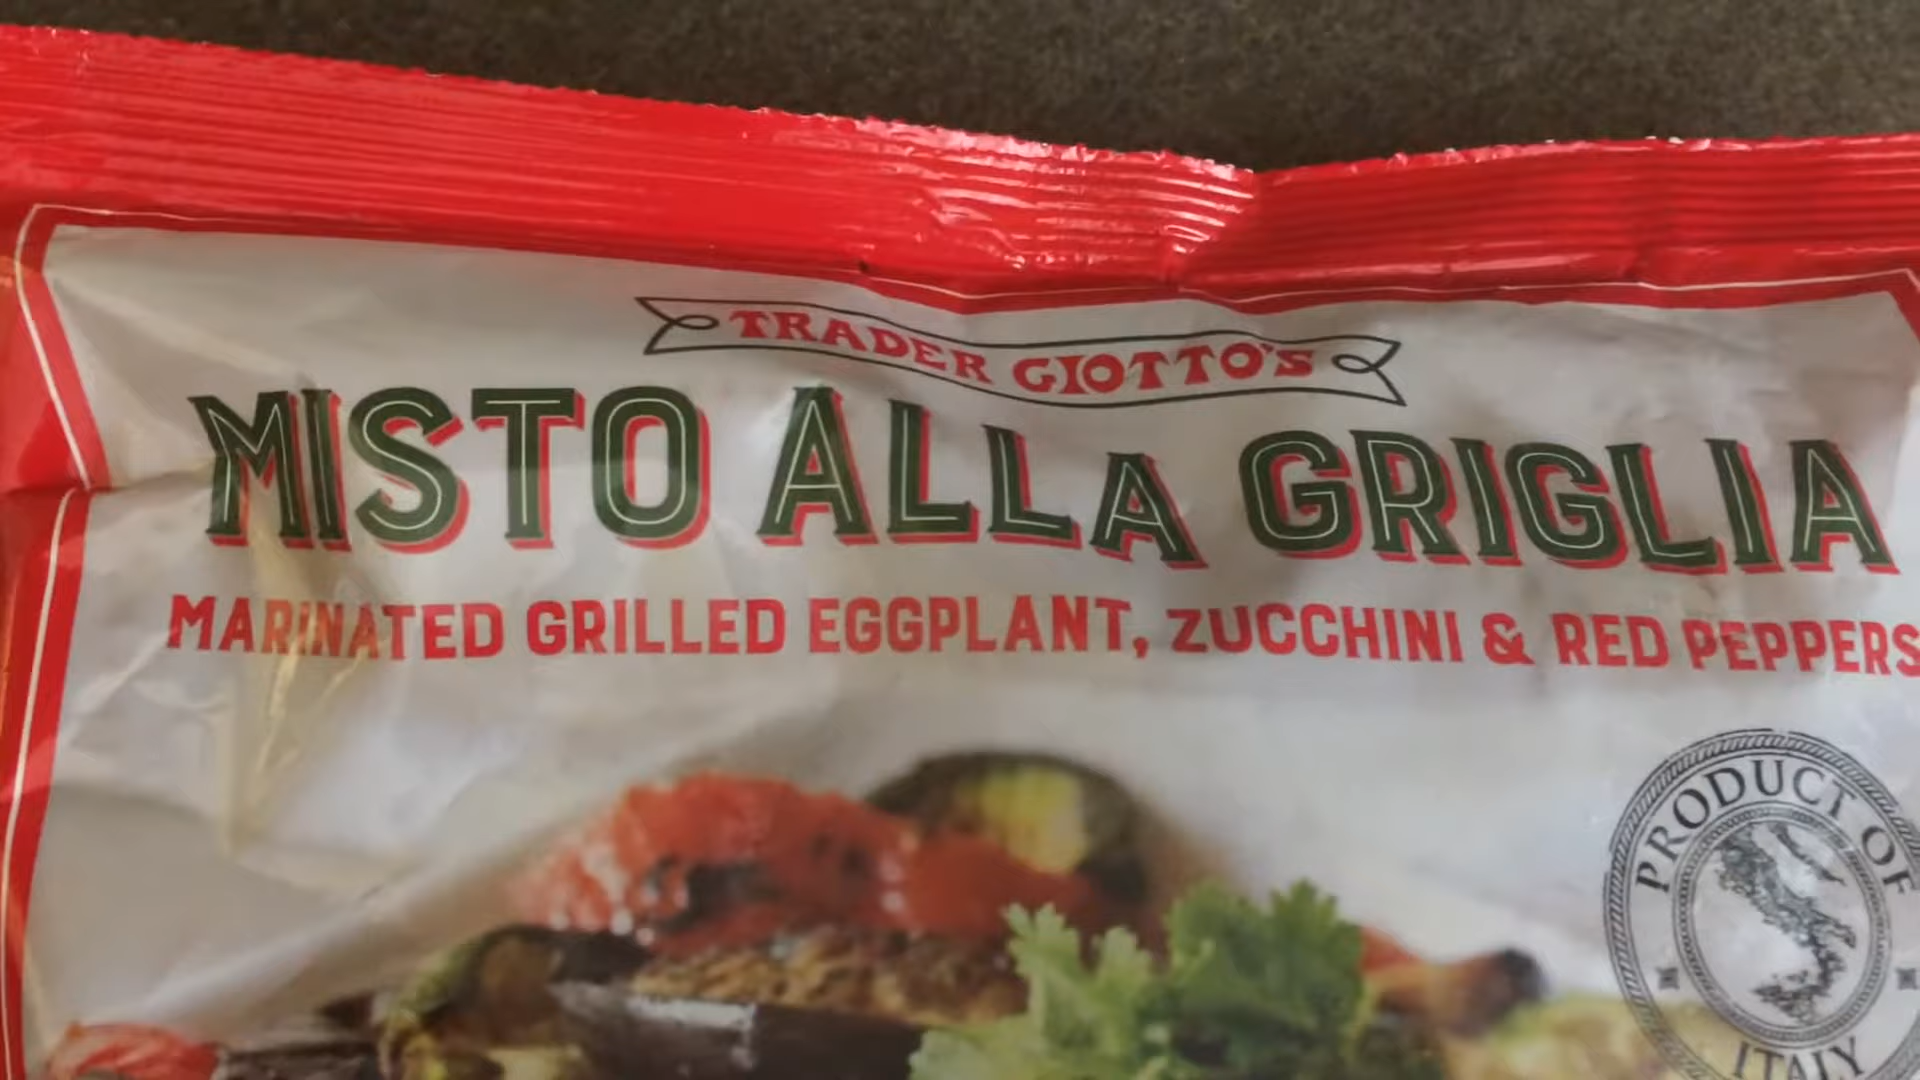 TRADER GIOTTO'S
MISTO ALLA GRIGLIA
MARINATED GRILLED EGGPLANT, ZUCCHINI & RED PEPPERS
PRODUCT OF
ITALY